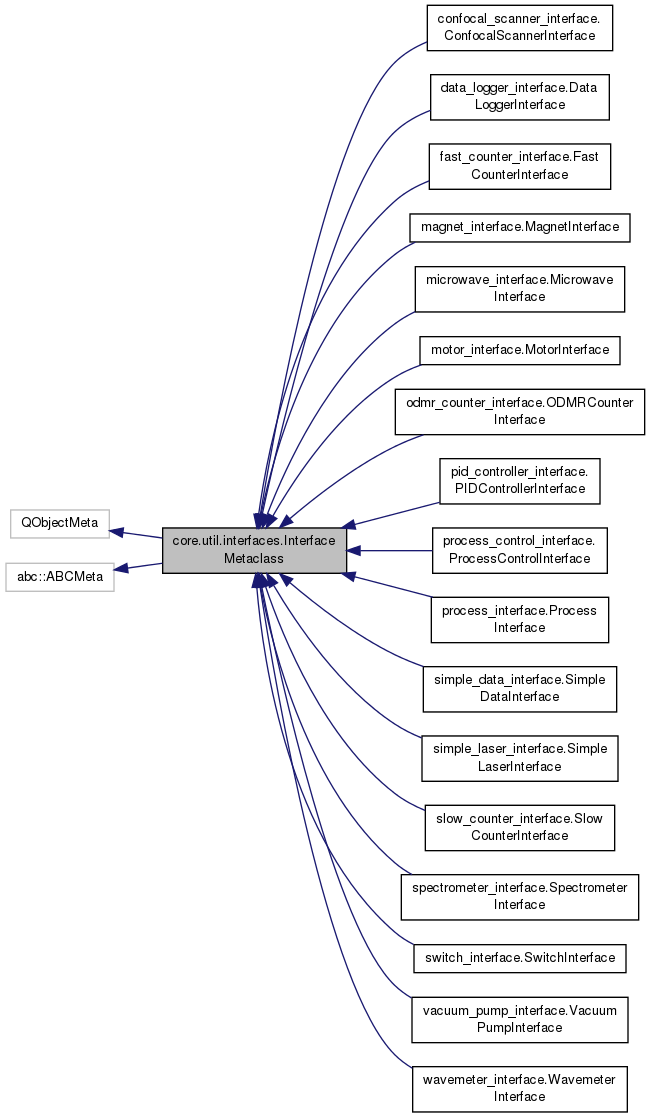 confocal_scanner_interface.
ConfocalScannerInterface
data_logger_interface.Data
LoggerInterface
fast_counter_interface.Fast
CounterInterface
magnet_interface.MagnetInterface
microwave_interface.Microwave
Interface
motor_interface.MotorInterface
odmr_counter_interface.ODMRCounter
Interface
pid_controller_interface.
PIDControllerInterface
QObjectMeta
core.util.interfaces.Interface
Metaclass
process_control_interface.
ProcessControlInterface
abc::ABCMeta
process_interface.Process
Interface
simple_data_interface.Simple
DataInterface
simple_laser_interface.Simple
LaserInterface
slow_counter_interface.Slow
CounterInterface
spectrometer_interface.Spectrometer
Interface
switch_interface.SwitchInterface
vacuum_pump_interface.Vacuum
PumpInterface
wavemeter_interface.Wavemeter
Interface